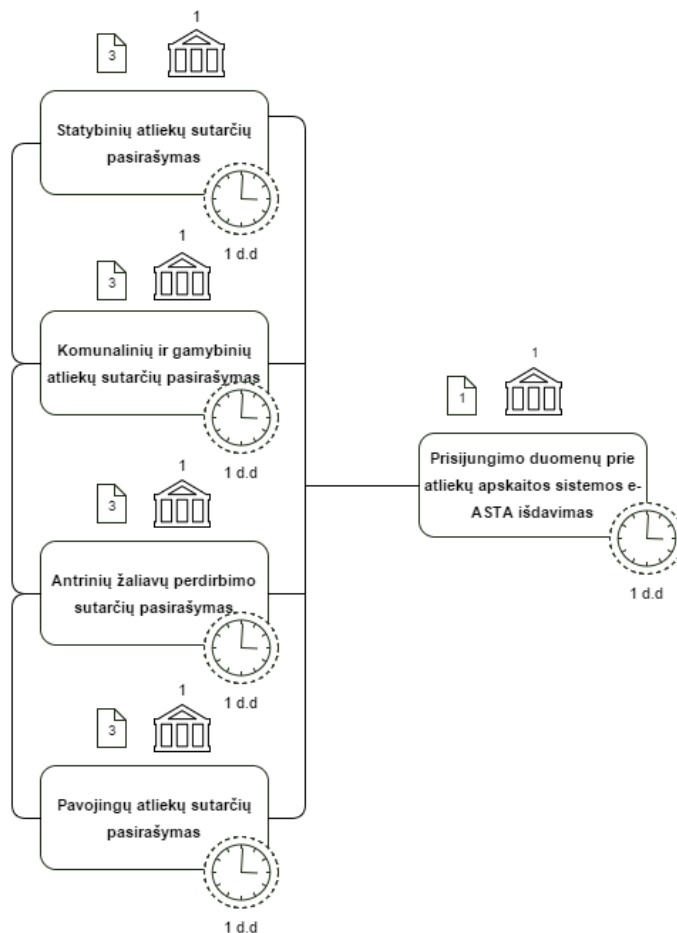 1
3
Statybinių atliekų sutarčių
pasirašymas
1 d.d
1
3
Komunalinių ir gamybinių
atliekų sutarčių pasirašymas
1 d.d
1
3
Antrinių žaliavų perdirbimo
sutarčių pasirašymas
1 d.d
1
3
Pavojingų atliekų sutarčių
pasirašymas
1 d.d
1
1
Prisijungimo duomenų prie
atliekų apskaitos sistemos e-
ASTA išdavimas
1 d.d